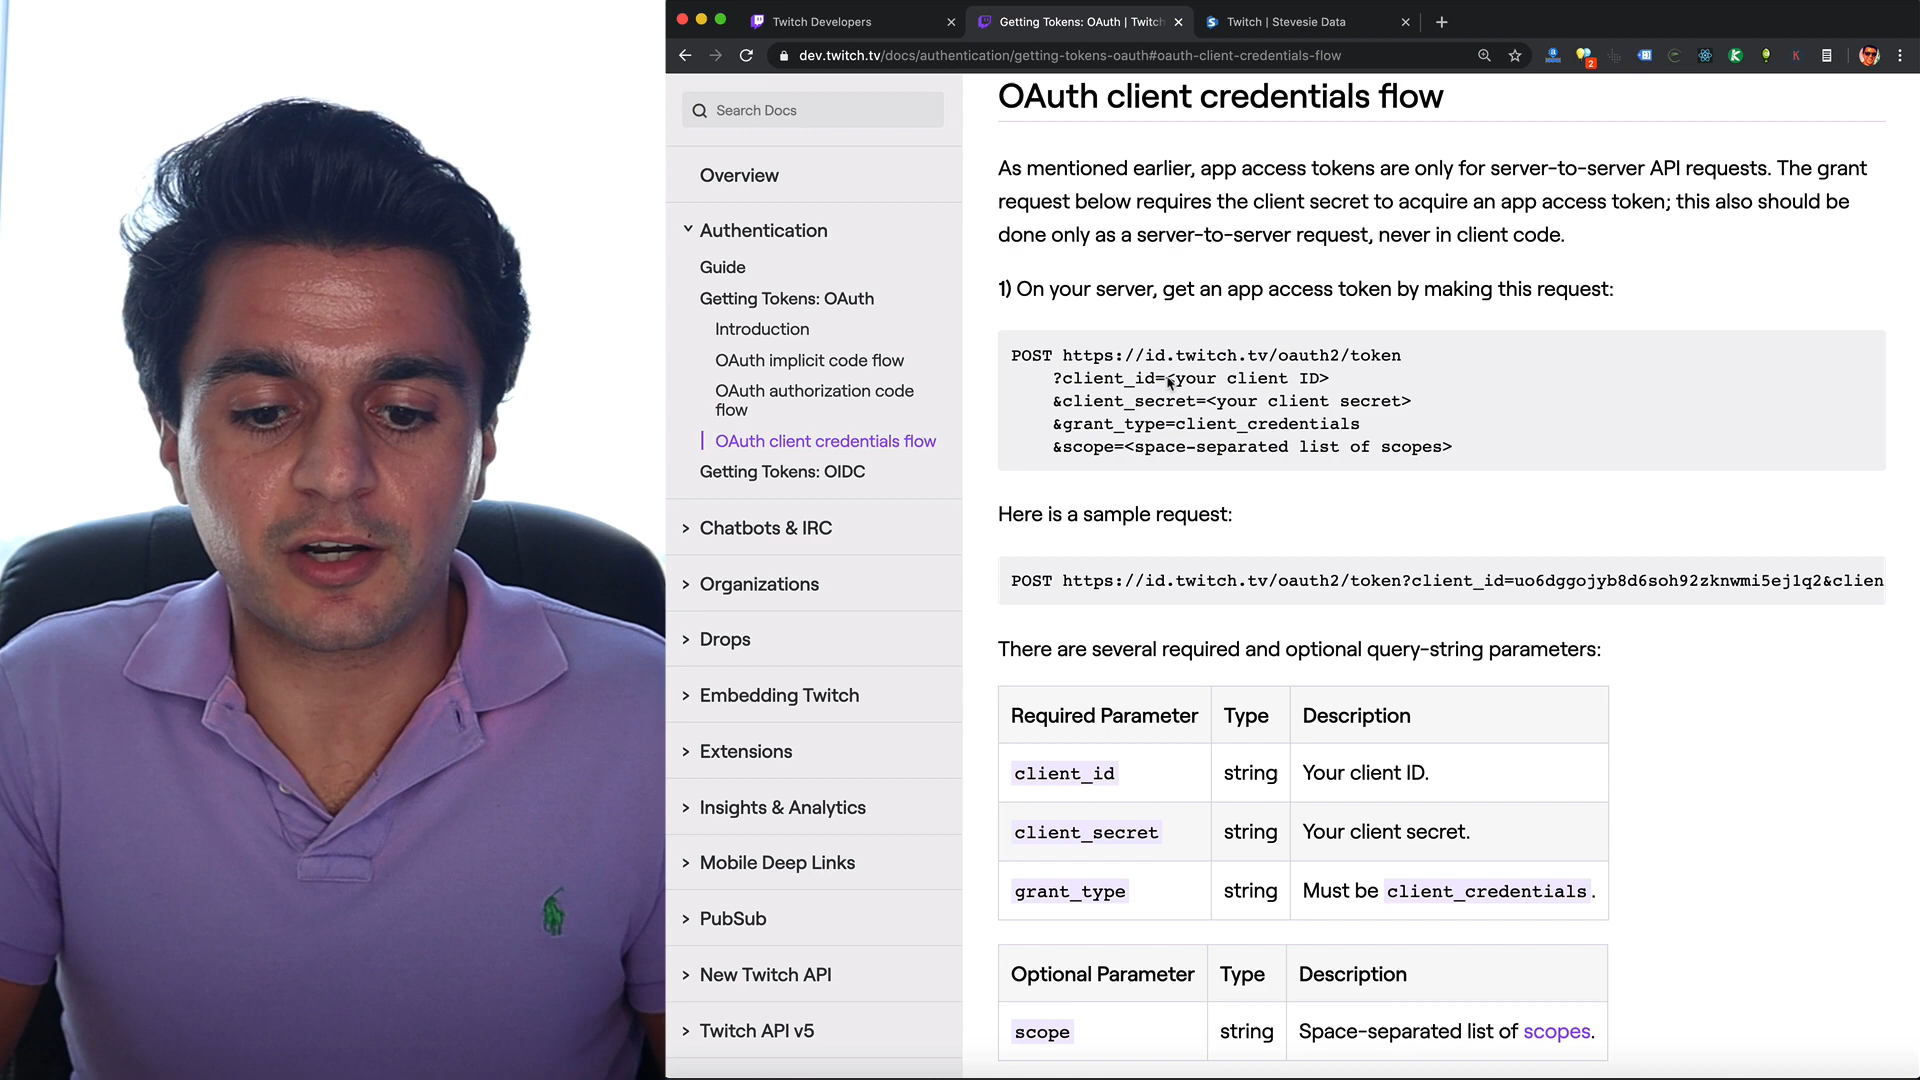 Twitch Developers
Getting Tokens: OAuth | Twitch
Twitch | Stevesie Data
dev.twitch.tv/docs/authentication/getting-tokens-oauth#oauth-client-credentials-flow
2
Search Docs
Overview
Authentication
Guide
Getting Tokens: OAuth
Introduction
OAuth implicit code flow
OAuth authorization code
flow
OAuth client credentials flow
Getting Tokens: OIDC
Chatbots & IRC
Organizations
Drops
Embedding Twitch
Extensions
Insights & Analytics
Mobile Deep Links
PubSub
New Twitch API
Twitch API v5
OAuth client credentials flow
As mentioned earlier, app access tokens are only for server-to-server API requests. The grant
request below requires the client secret to acquire an app access token; this also should be
done only as a server-to-server request, never in client code.
1) On your server, get an app access token by making this request:
POST https://id.twitch.tv/oauth2/token
?client_id=<your client ID>
&client_secret=<your client secret>
&grant_type=client_credentials
&scope=<space-separated list of scopes>
Here is a sample request:
POST https://id.twitch.tv/oauth2/token?client_id=uo6dggojyb8d6soh92zknwmi5ej1q2&clien
There are several required and optional query-string parameters:
Required Parameter Type Description
client_id string Your client ID.
client_secret string Your client secret.
grant_type string Must be client_credentials.
Optional Parameter Type Description
scope string Space-separated list of scopes.